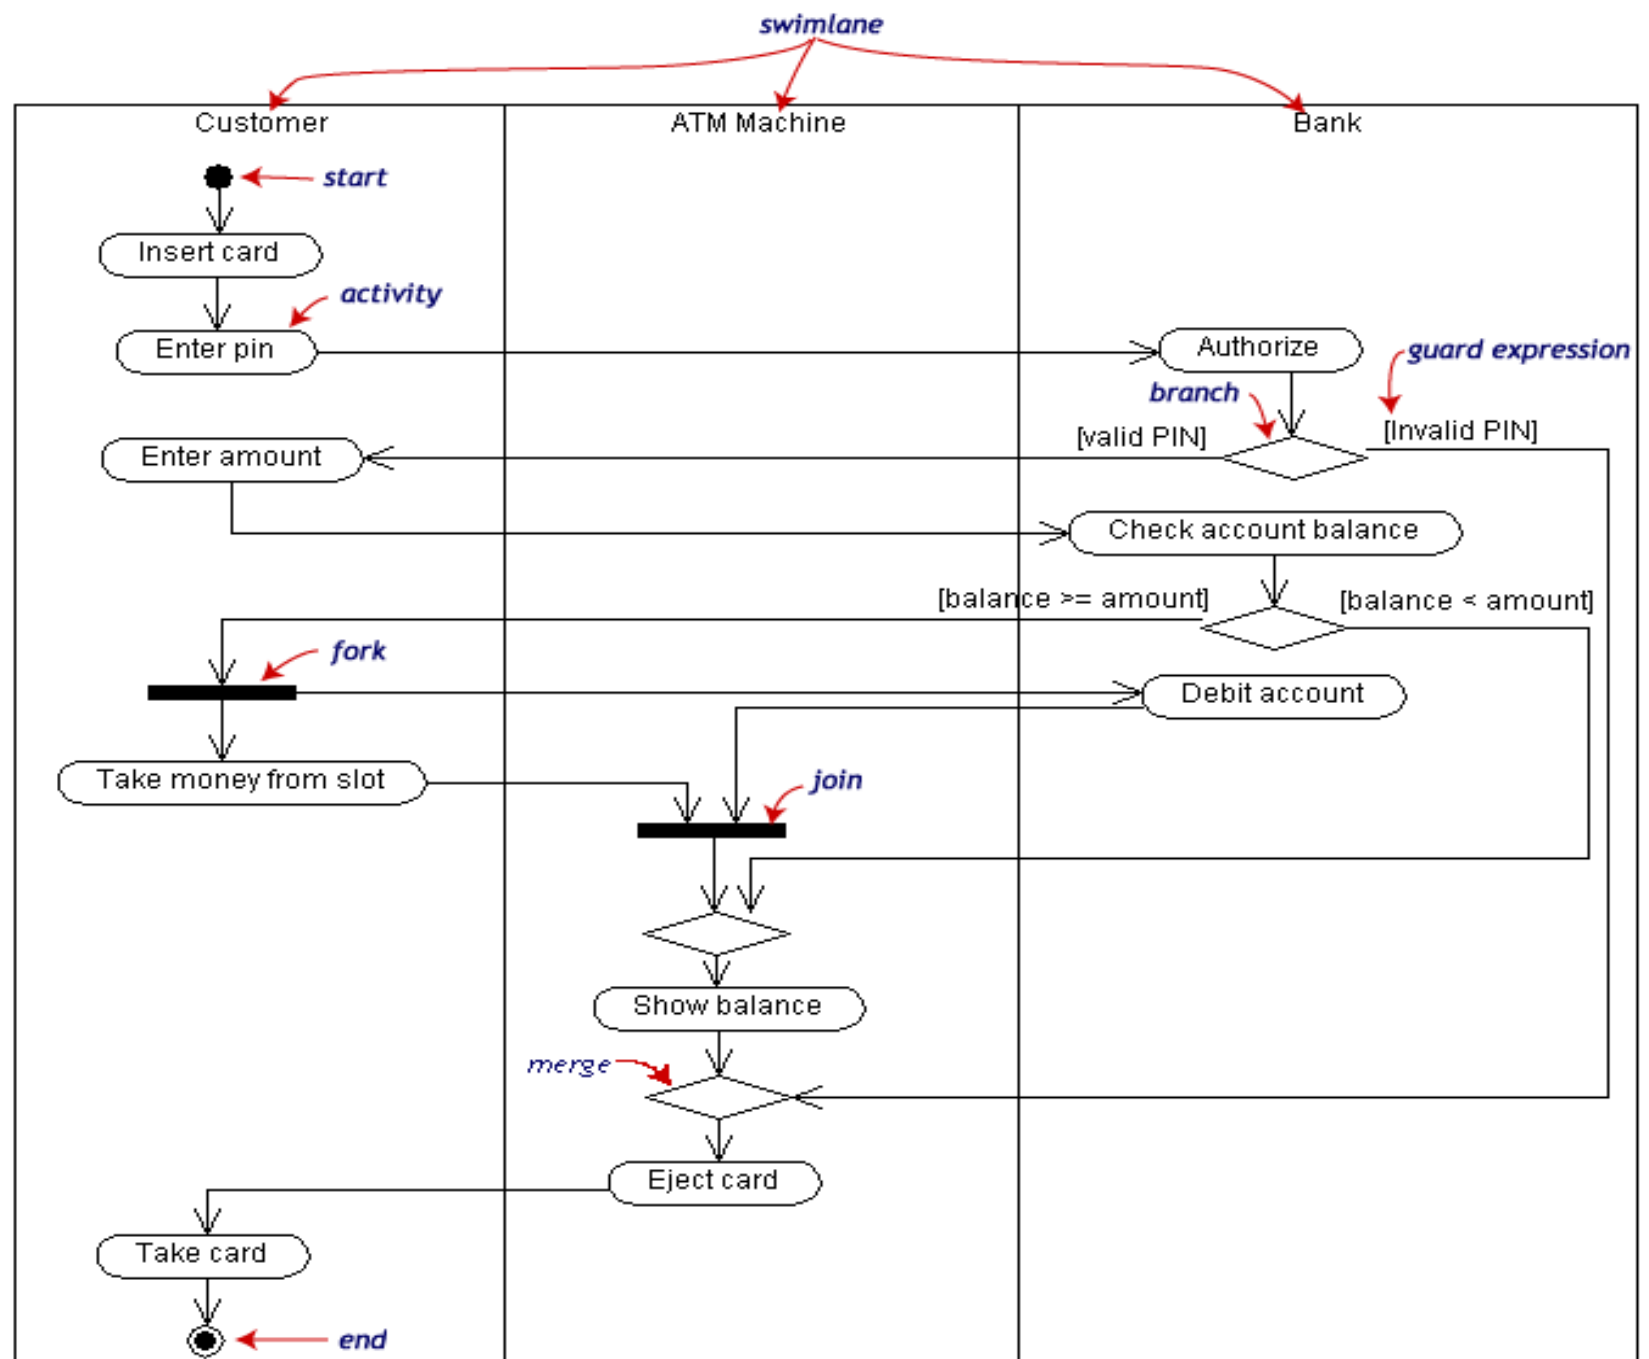 swimlane
Customer
ATM Machine
Bank
start
Insert card
activity
Enter pin
Authorize
guard expression
branch
[valid PIN]
[Invalid PIN]
Enter amount
Check account balance
[balance >= amount]
[balance < amount]
fork
Debit account
Take money from slot
join
Show balance
merge
Eject card
Take card
end